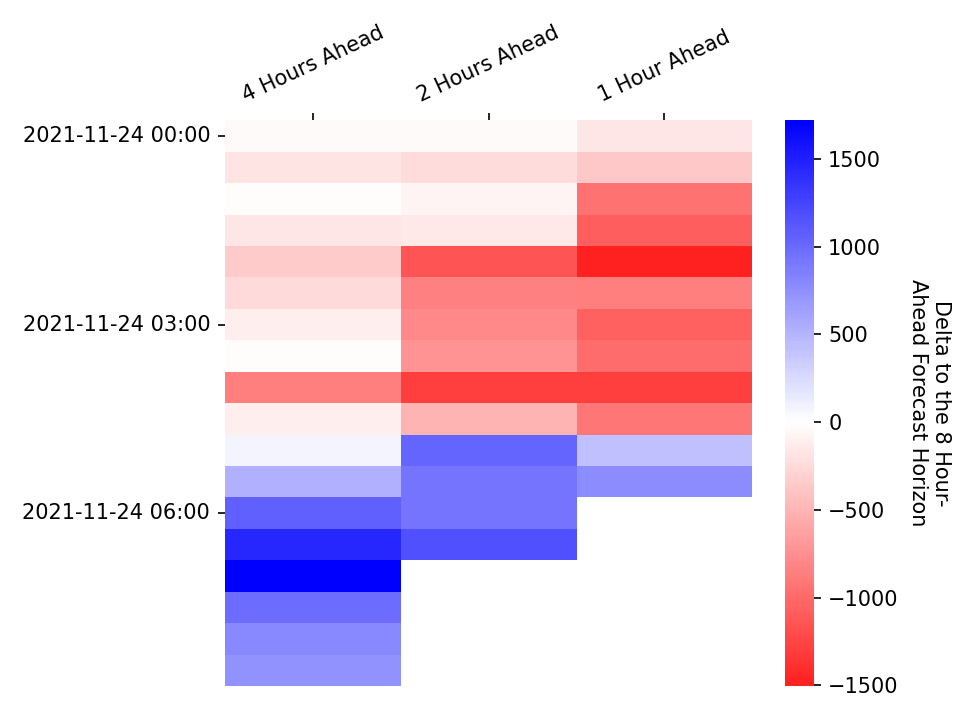 4 Hours Ahead
2 Hours Ahead
1 Hour Ahead
2021-11-24 00:00
2021-11-24 03:00
2021-11-24 06:00
1500
1000
500
0
−500
−1000
−1500
Delta to the 8 Hour-
Ahead Forecast Horizon